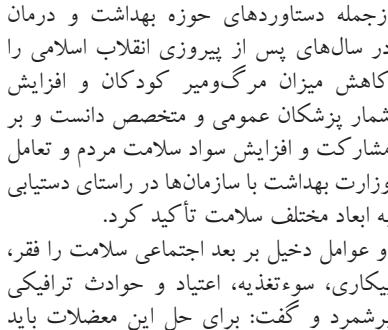 ازجمله دستاوردهای حوزه بهداشت و درمان
در سال‌های پس از پیروزی انقلاب اسلامی را
کاهش میزان مرگ‌ومیر کودکان و افزایش
شمار پزشکان عمومی و متخصص دانست و بر
مشارکت و افزایش سواد سلامت مردم و تعامل
وزارت بهداشت با سازمان‌ها در راستای دستیابی
به ابعاد مختلف سلامت تأکید کرد.
او عوامل دخیل بر بعد اجتماعی سلامت را فقر،
بیکاری، سوءتغذیه، اعتیاد و حوادث ترافیکی
برشمرد و گفت: برای حل این معضلات باید